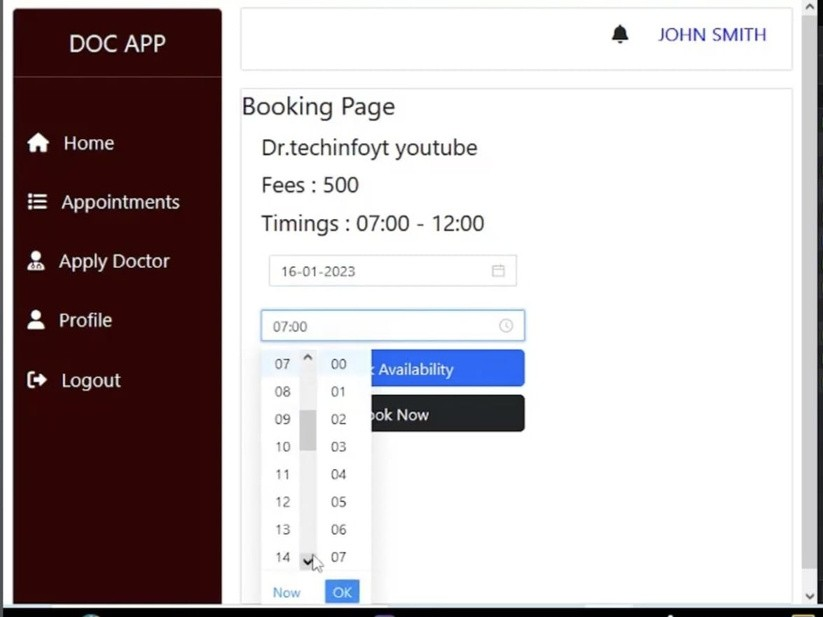 DOC APP
JOHN SMITH
Home
Appointments
Apply Doctor
Profile
Logout
Booking Page
Dr.techinfoyt youtube
Fees : 500
Timings : 07:00 - 12:00
16-01-2023
07:00
07 00
08 01
09 02
10 03
11 04
12 05
13 06
14 07
Availability
Now
Now OK